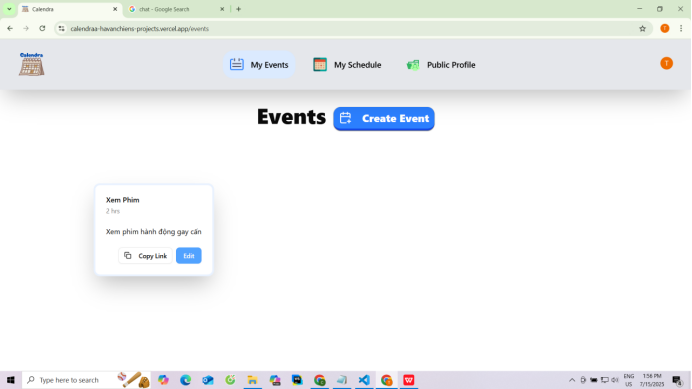 Calendra
chat - Google Search
calendraa-havanchiens-projects.vercel.app/events
T
Calendra
My Events
My Schedule
Public Profile
T
Events
Create Event
Xem Phim
2 hrs
Xem phim hành động gay cấn
Copy Link
Edit
Type here to search
ENG
US
1:56 PM
7/15/2025